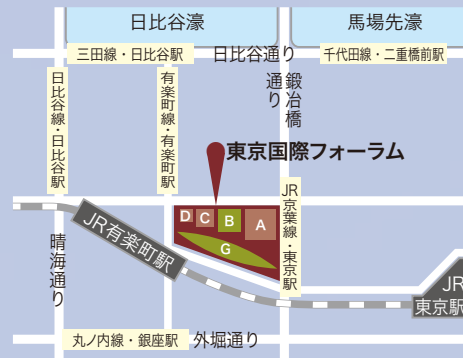 日比谷濠
馬場先濠
三田線・日比谷駅
日比谷通り
千代田線・二重橋前駅
日比谷線・日比谷駅
有楽町線・有楽町駅
鍛冶橋通り
東京国際フォーラム
D
C
B
A
G
JR京葉線・東京駅
JR有楽町駅
晴海通り
JR
東京駅
丸ノ内線・銀座駅
外堀通り